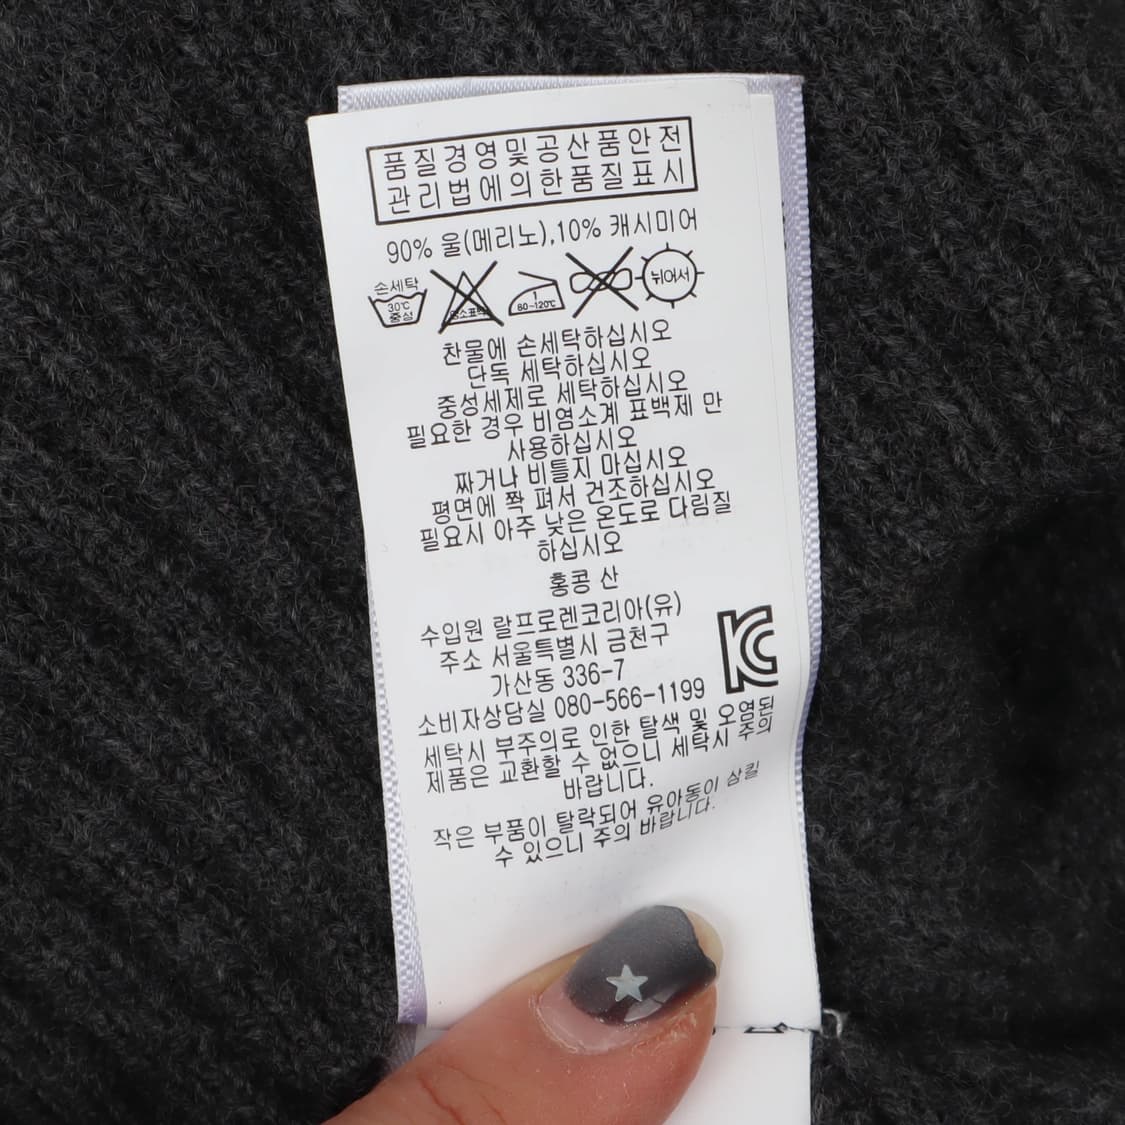 품질경영및공산품안전
관리법에의한품질표시
90% 울(메리노),10% 캐시미어
손세탁
30℃
중성
염소표백
1
80-120℃
뉘어서
찬물에 손세탁하십시오
단독 세탁하십시오
중성세제로 세탁하십시오
필요한 경우 비염소계 표백제 만
사용하십시오
짜거나 비틀지 마십시오
평면에 쫙 펴서 건조하십시오
필요시 아주 낮은 온도로 다림질
하십시오
홍콩 산
수입원 랄프로렌코리아(유)
주소 서울특별시 금천구
가산동 336-7
소비자상담실 080-566-1199
세탁시 부주의로 인한 탈색 및 오염된
제품은 교환할 수 없으니 세탁시 주의
바랍니다.
작은 부품이 탈락되어 유아동이 삼킬
수 있으니 주의 바랍니다.